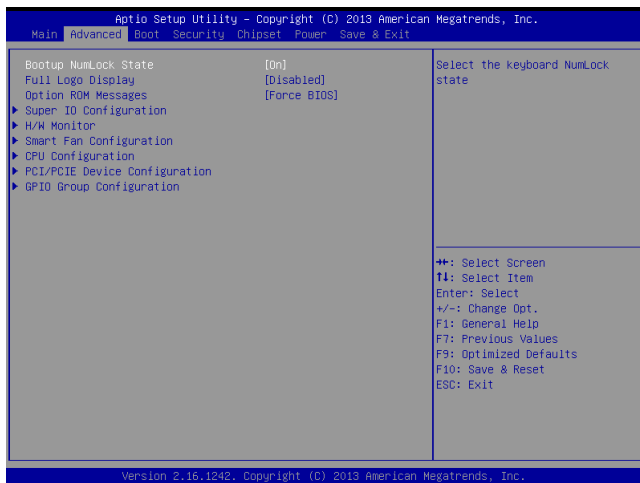 Aptio Setup Utility – Copyright (C) 2013 American Megatrends, Inc.
Main Advanced Boot Security Chipset Power Save & Exit
Bootup NumLock State [On]
Full Logo Display [Disabled]
Option ROM Messages [Force BIOS]
Super IO Configuration
H/W Monitor
Smart Fan Configuration
CPU Configuration
PCI/PCIE Device Configuration
GPIO Group Configuration
Select the keyboard NumLock
state
→←: Select Screen
↑↓: Select Item
Enter: Select
+/-: Change Opt.
F1: General Help
F7: Previous Values
F9: Optimized Defaults
F10: Save & Reset
ESC: Exit
Version 2.16.1242. Copyright (C) 2013 American Megatrends, Inc.